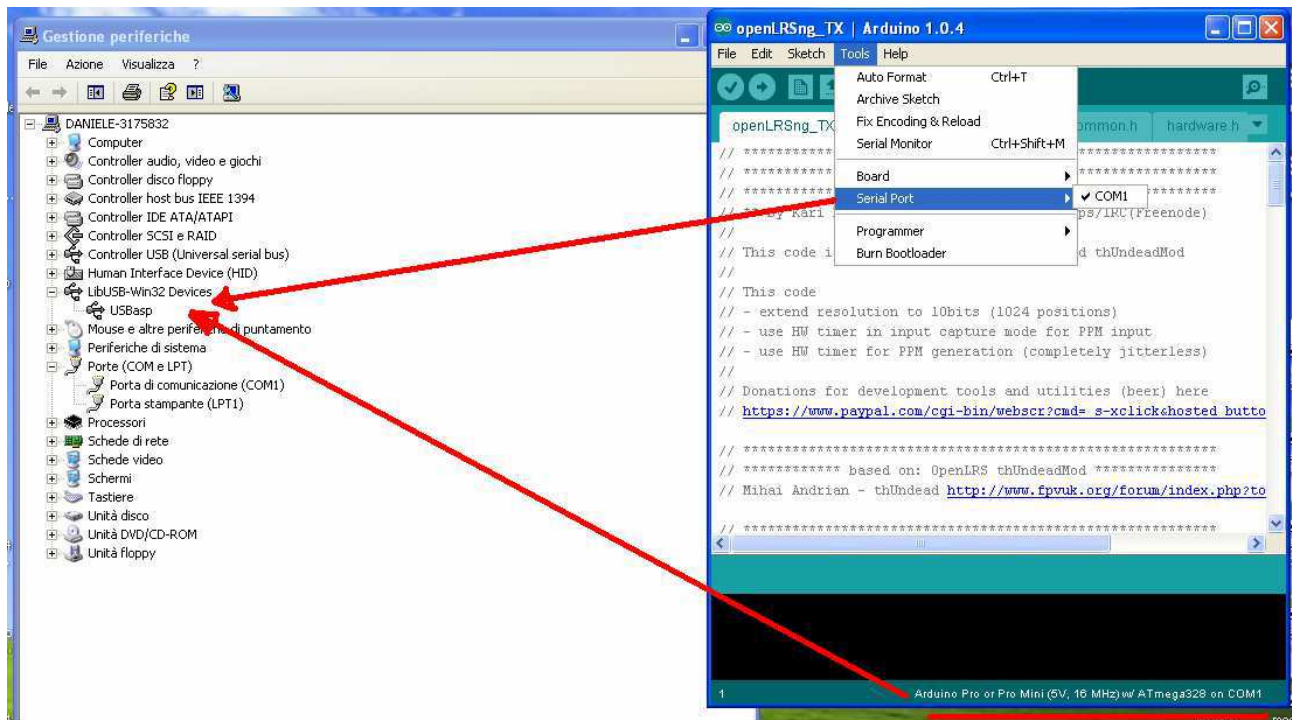 Gestione periferiche
File Azione Visualizza ?
DANIELE-3175832
Computer
Controller audio, video e giochi
Controller disco floppy
Controller host bus IEEE 1394
Controller IDE ATA/ATAPI
Controller SCSI e RAID
Controller USB (Universal serial bus)
Human Interface Device (HID)
LibUSB-Win32 Devices
USBasp
Mouse e altre periferiche di puntamento
Periferiche di sistema
Porte (COM e LPT)
Porta di comunicazione (COM1)
Porta stampante (LPT1)
Processori
Schede di rete
Schede video
Schermi
Tastiere
Unità disco
Unità DVD/CD-ROM
Unità floppy
openLRSng_TX | Arduino 1.0.4
File Edit Sketch Tools Help
Auto Format Ctrl+T
Archive Sketch
Fix Encoding & Reload
Serial Monitor Ctrl+Shift+M
Board
Serial Port
COM1
Programmer
Burn Bootloader
openLRSng_TX ommon.h hardware.h
// *********** ******************
// *********** ******************
// *********** ******************
// ** by Kari ps/IRC(Freenode)
//
// This code i d thUndeadMod
//
// This code
// - extend resolution to 10bits (1024 positions)
// - use HW timer in input capture mode for PPM input
// - use HW timer for PPM generation (completely jitterless)
//
// Donations for development tools and utilities (beer) here
// https://www.paypal.com/cgi-bin/webscr?cmd=_s-xclick&hosted_butto
// ***********************************************************
// ************ based on: OpenLRS thUndeadMod ***************
// Mihai Andrian - thUndead http://www.fpvuk.org/forum/index.php?to
// ***********************************************************
1 Arduino Pro or Pro Mini (5V, 16 MHz) w/ ATmega328 on COM1